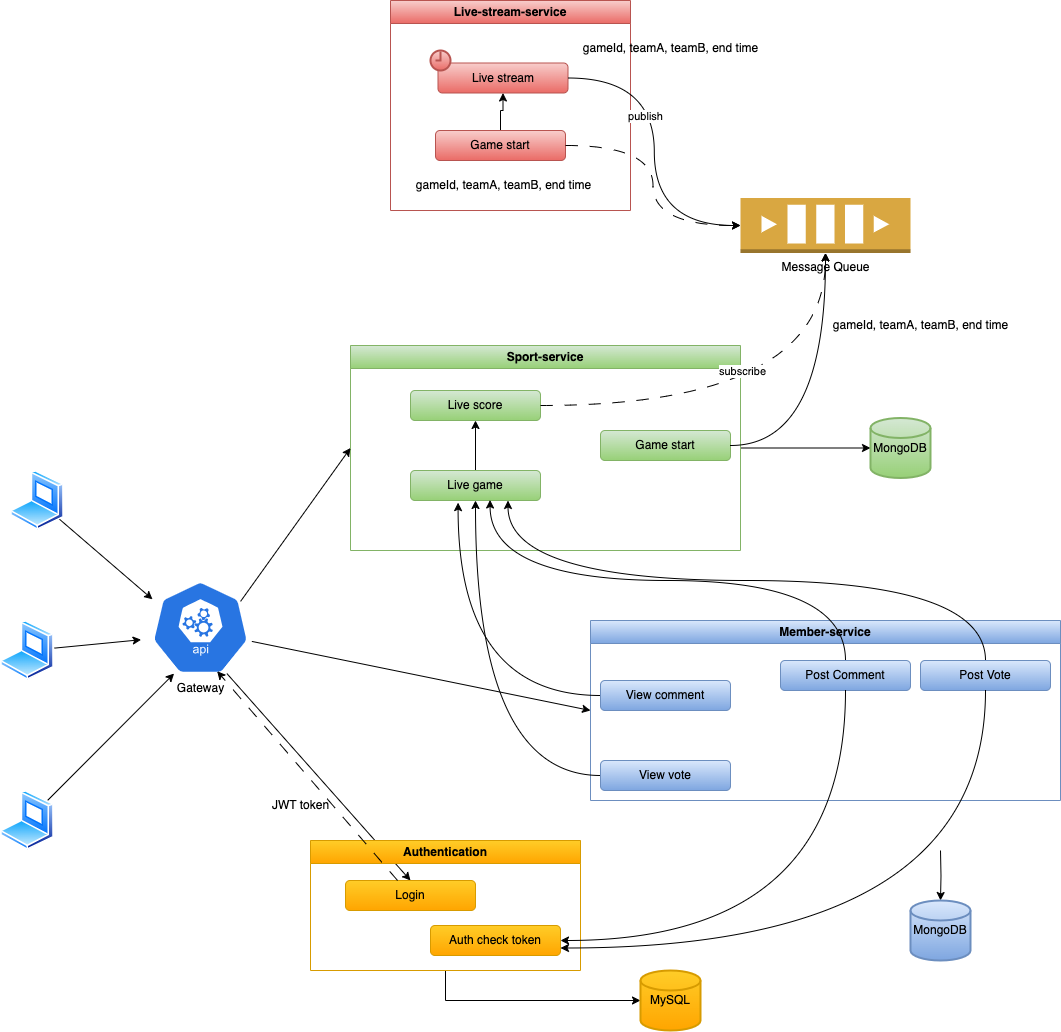 Live-stream-service
gameId, teamA, teamB, end time
Live stream
publish
Game start
gameId, teamA, teamB, end time
Message Queue
gameId, teamA, teamB, end time
Sport-service
subscribe
Live score
Game start
MongoDB
Live game
api
Gateway
Member-service
Post Comment
Post Vote
View comment
View vote
JWT token
Authentication
Login
Auth check token
MongoDB
MySQL